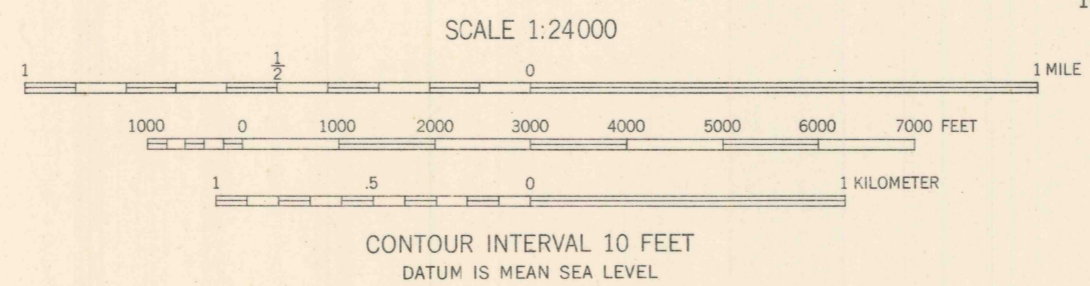 SCALE 1:24000
1 1/2 0 1 MILE
1000 0 1000 2000 3000 4000 5000 6000 7000 FEET
1 .5 0 1 KILOMETER
CONTOUR INTERVAL 10 FEET
DATUM IS MEAN SEA LEVEL